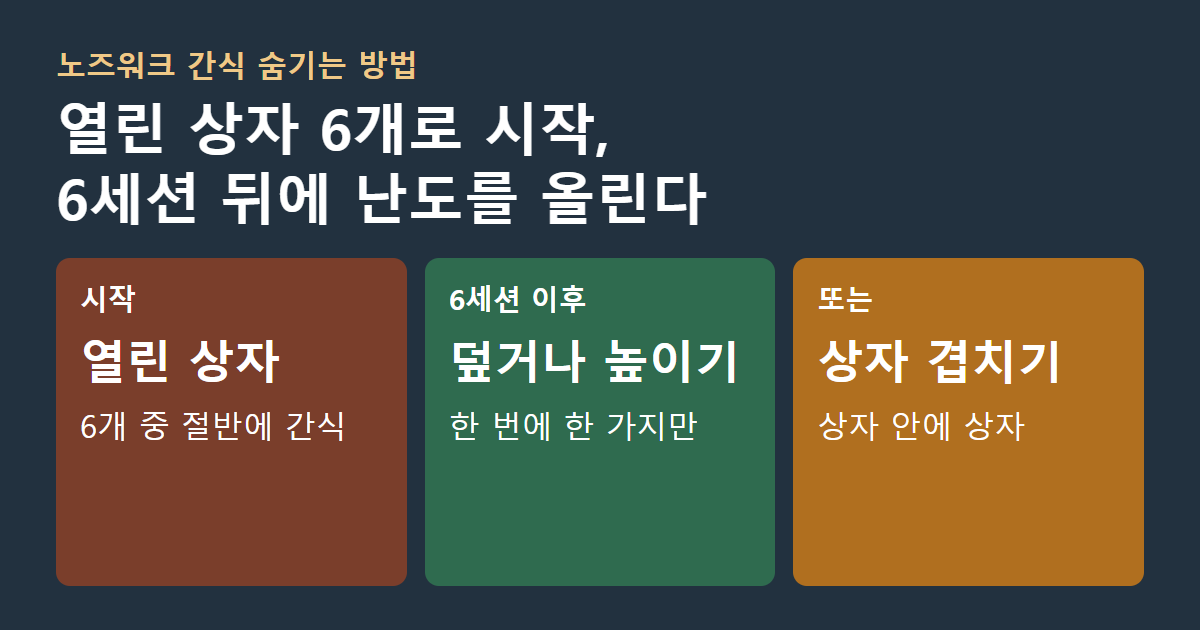 노즈워크 간식 숨기는 방법
열린 상자 6개로 시작,
6세션 뒤에 난도를 올린다
시작
열린 상자
6개 중 절반에 간식
6세션 이후
덮거나 높이기
한 번에 한 가지만
또는
상자 겹치기
상자 안에 상자